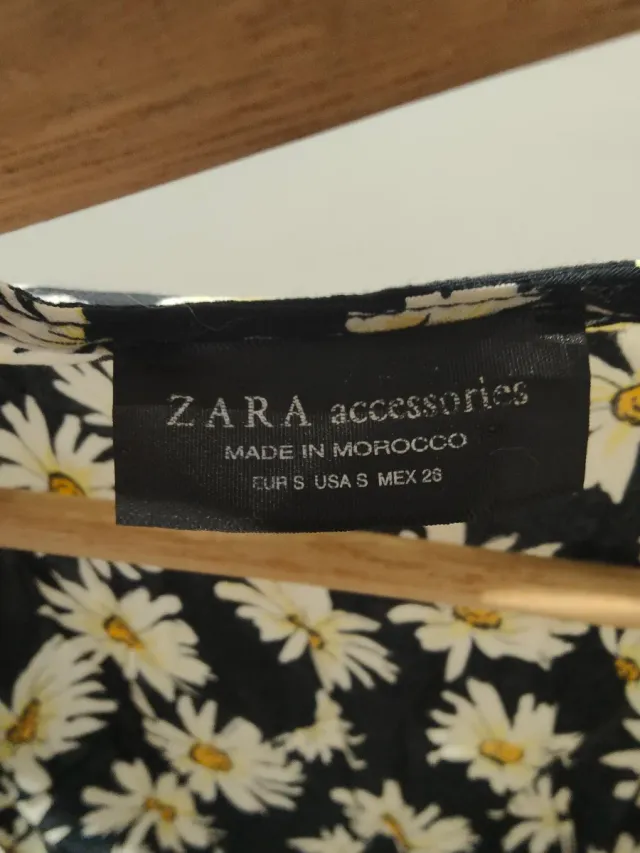 ZARA accessories
MADE IN MOROCCO
EUR S USA S MEX 26